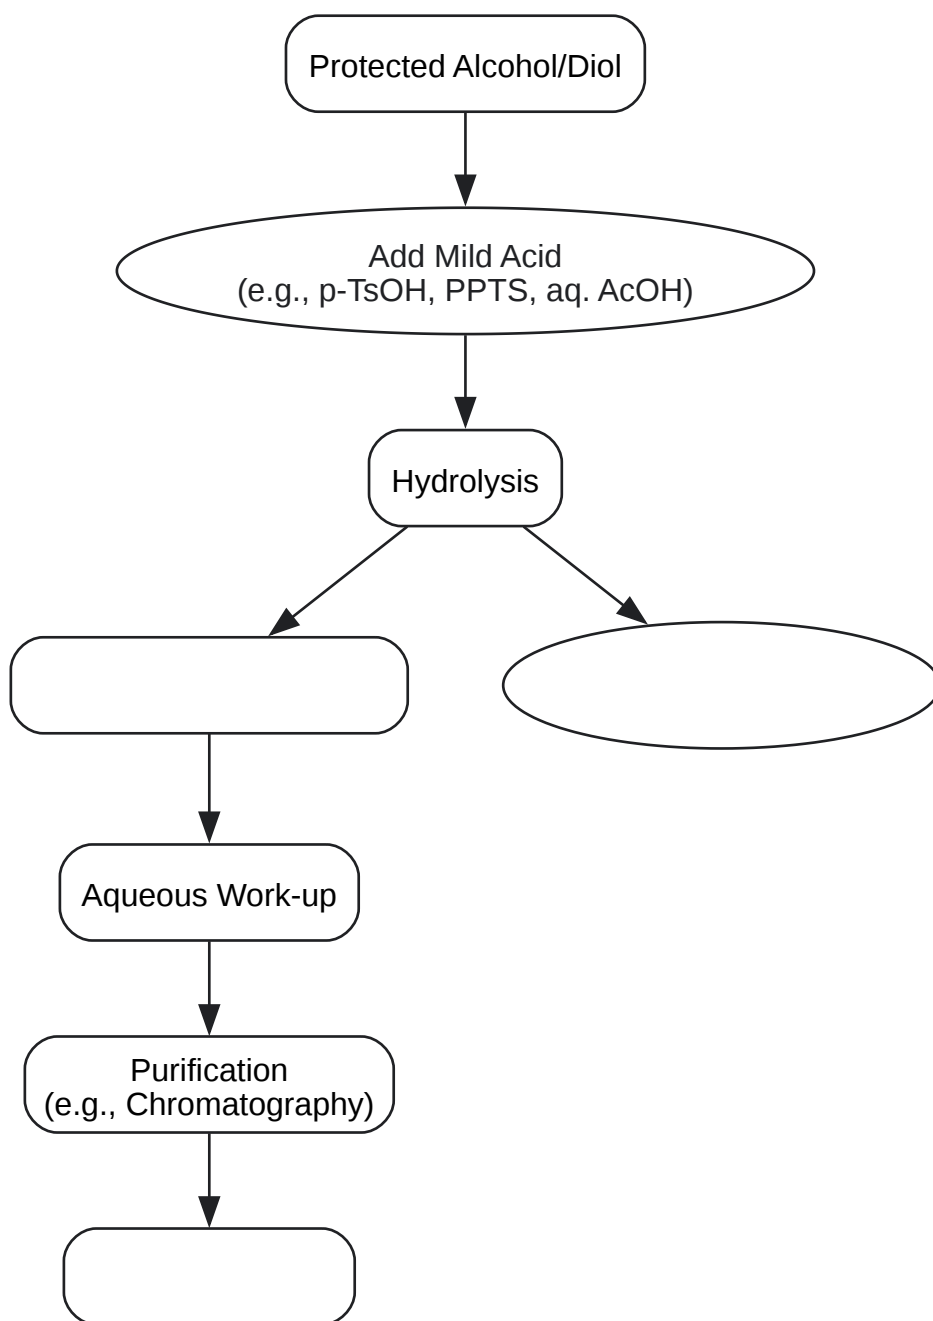 Protected Alcohol/Diol
Add Mild Acid
(e.g., p-TsOH, PPTS, aq. AcOH)
Hydrolysis
Aqueous Work-up
Purification
(e.g., Chromatography)